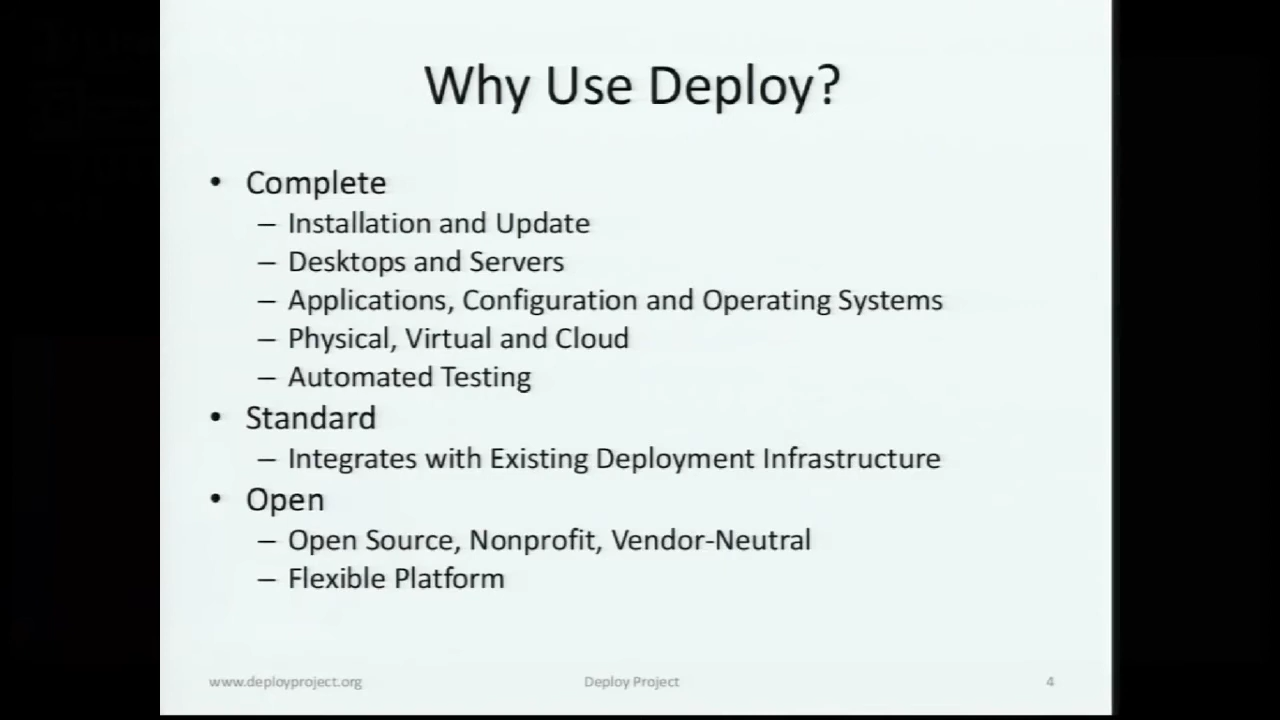 Why Use Deploy?
• Complete
– Installation and Update
– Desktops and Servers
– Applications, Configuration and Operating Systems
– Physical, Virtual and Cloud
– Automated Testing
• Standard
– Integrates with Existing Deployment Infrastructure
• Open
– Open Source, Nonprofit, Vendor-Neutral
– Flexible Platform
www.deployproject.org Deploy Project 4